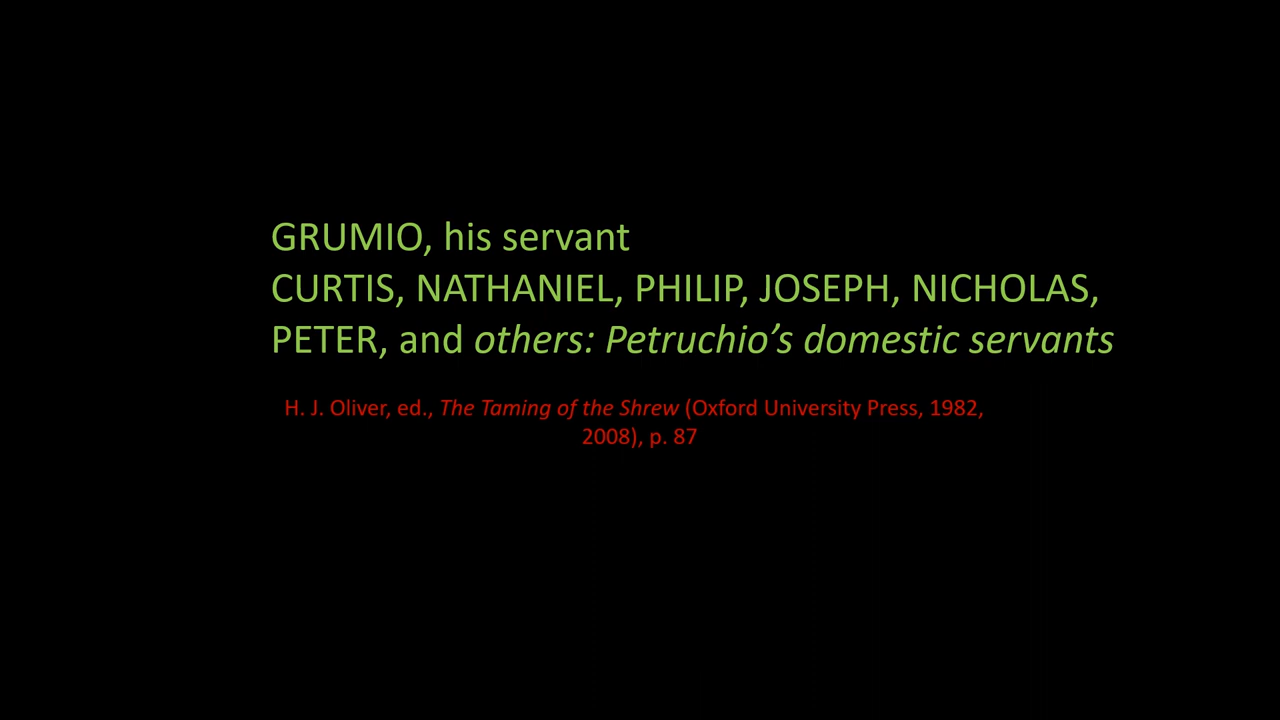 GRUMIO, his servant
CURTIS, NATHANIEL, PHILIP, JOSEPH, NICHOLAS,
PETER, and others: Petruchio’s domestic servants
H. J. Oliver, ed., The Taming of the Shrew (Oxford University Press, 1982,
2008), p. 87